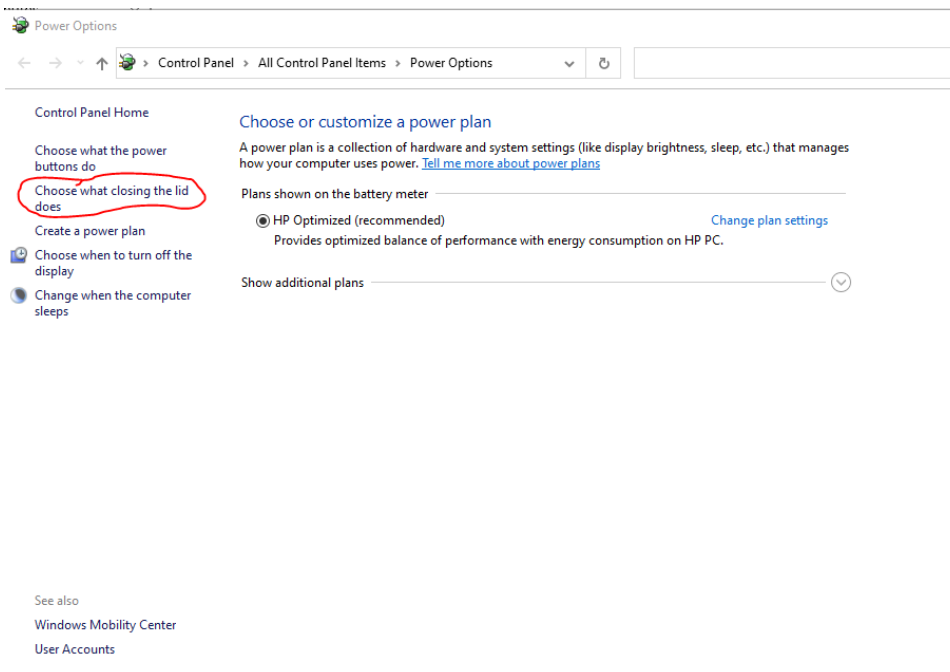 Power Options
Control Panel > All Control Panel Items > Power Options
Control Panel Home
Choose what the power
buttons do
Choose what closing the lid
does
Create a power plan
Choose when to turn off the
display
Change when the computer
sleeps
Choose or customize a power plan
A power plan is a collection of hardware and system settings (like display brightness, sleep, etc.) that manages
how your computer uses power. Tell me more about power plans
Plans shown on the battery meter
HP Optimized (recommended)
Change plan settings
Provides optimized balance of performance with energy consumption on HP PC.
Show additional plans
See also
Windows Mobility Center
User Accounts